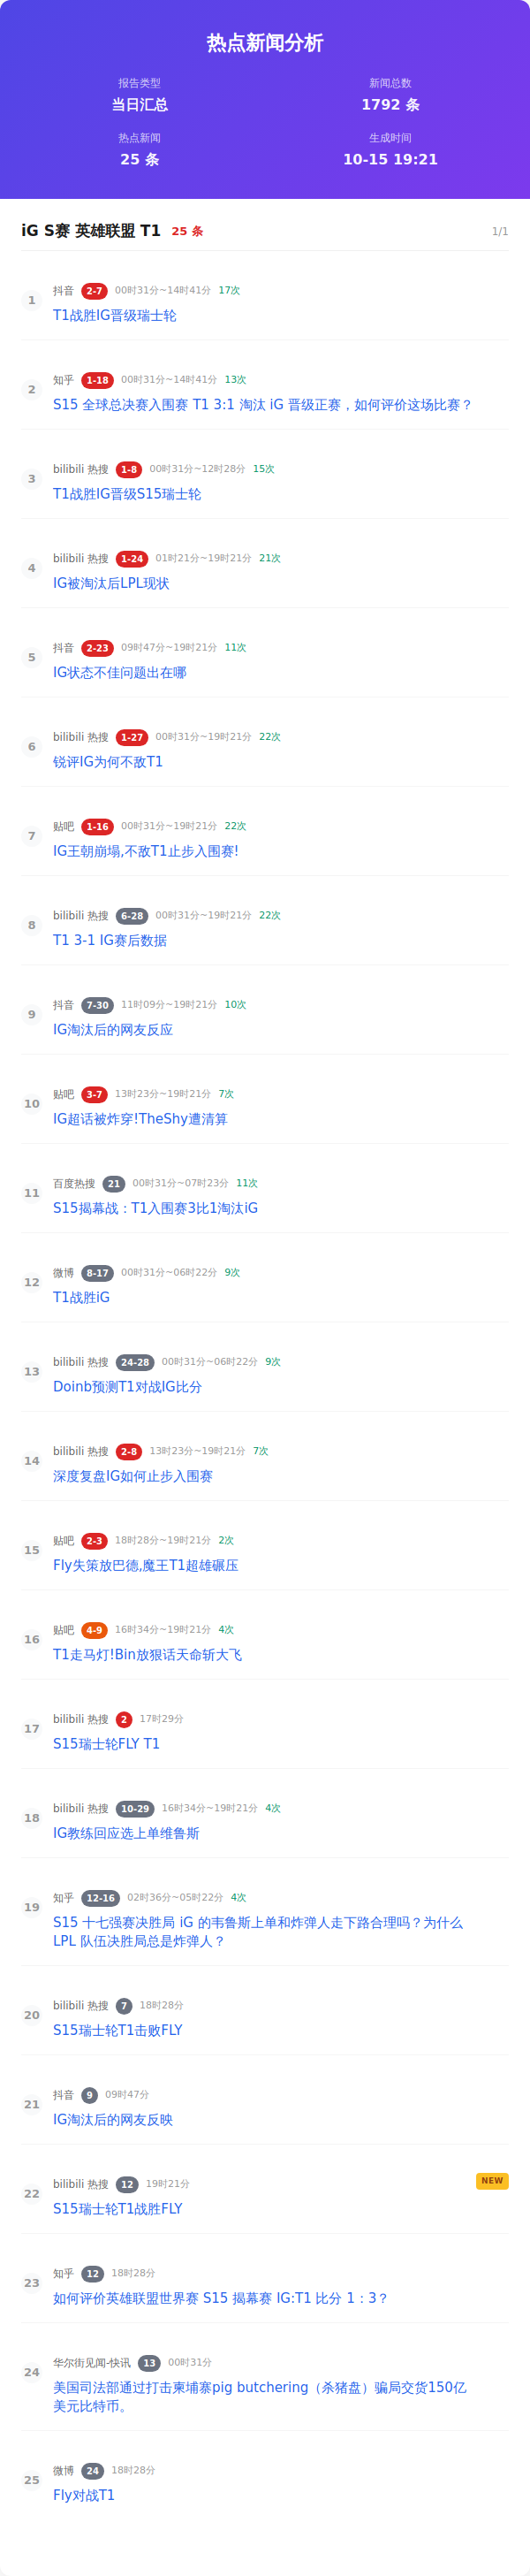 热点新闻分析
报告类型
新闻总数
当日汇总
1792 条
热点新闻
生成时间
25 条
10-15 19:21
iG S赛 英雄联盟 T1 25 条 1/1
1
抖音 2-7 00时31分~14时41分 17次
T1战胜IG晋级瑞士轮
2
知乎 1-18 00时31分~14时41分 13次
S15 全球总决赛入围赛 T1 3:1 淘汰 iG 晋级正赛，如何评价这场比赛？
3
bilibili 热搜 1-8 00时31分~12时28分 15次
T1战胜IG晋级S15瑞士轮
4
bilibili 热搜 1-24 01时21分~19时21分 21次
IG被淘汰后LPL现状
5
抖音 2-23 09时47分~19时21分 11次
IG状态不佳问题出在哪
6
bilibili 热搜 1-27 00时31分~19时21分 22次
锐评IG为何不敌T1
7
贴吧 1-16 00时31分~19时21分 22次
IG王朝崩塌,不敌T1止步入围赛!
8
bilibili 热搜 6-28 00时31分~19时21分 22次
T1 3-1 IG赛后数据
9
抖音 7-30 11时09分~19时21分 10次
IG淘汰后的网友反应
10
贴吧 3-7 13时23分~19时21分 7次
IG超话被炸穿!TheShy遭清算
11
百度热搜 21 00时31分~07时23分 11次
S15揭幕战：T1入围赛3比1淘汰iG
12
微博 8-17 00时31分~06时22分 9次
T1战胜iG
13
bilibili 热搜 24-28 00时31分~06时22分 9次
Doinb预测T1对战IG比分
14
bilibili 热搜 2-8 13时23分~19时21分 7次
深度复盘IG如何止步入围赛
15
贴吧 2-3 18时28分~19时21分 2次
Fly失策放巴德,魔王T1超雄碾压
16
贴吧 4-9 16时34分~19时21分 4次
T1走马灯!Bin放狠话天命斩大飞
17
bilibili 热搜 2 17时29分
S15瑞士轮FLY T1
18
bilibili 热搜 10-29 16时34分~19时21分 4次
IG教练回应选上单维鲁斯
19
知乎 12-16 02时36分~05时22分 4次
S15 十七强赛决胜局 iG 的韦鲁斯上单和炸弹人走下路合理吗？为什么
LPL 队伍决胜局总是炸弹人？
20
bilibili 热搜 7 18时28分
S15瑞士轮T1击败FLY
21
抖音 9 09时47分
IG淘汰后的网友反映
22
bilibili 热搜 12 19时21分 NEW
S15瑞士轮T1战胜FLY
23
知乎 12 18时28分
如何评价英雄联盟世界赛 S15 揭幕赛 IG:T1 比分 1：3？
24
华尔街见闻-快讯 13 00时31分
美国司法部通过打击柬埔寨pig butchering（杀猪盘）骗局交货150亿
美元比特币。
25
微博 24 18时28分
Fly对战T1